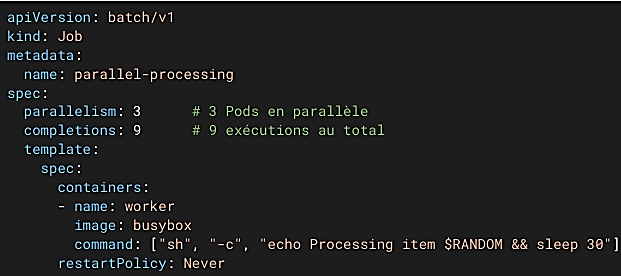 apiVersion: batch/v1
kind: Job
metadata:
  name: parallel-processing
spec:
  parallelism: 3      # 3 Pods en parallèle
  completions: 9      # 9 exécutions au total
  template:
    spec:
      containers:
      - name: worker
        image: busybox
        command: ["sh", "-c", "echo Processing item $RANDOM && sleep 30"]
      restartPolicy: Never